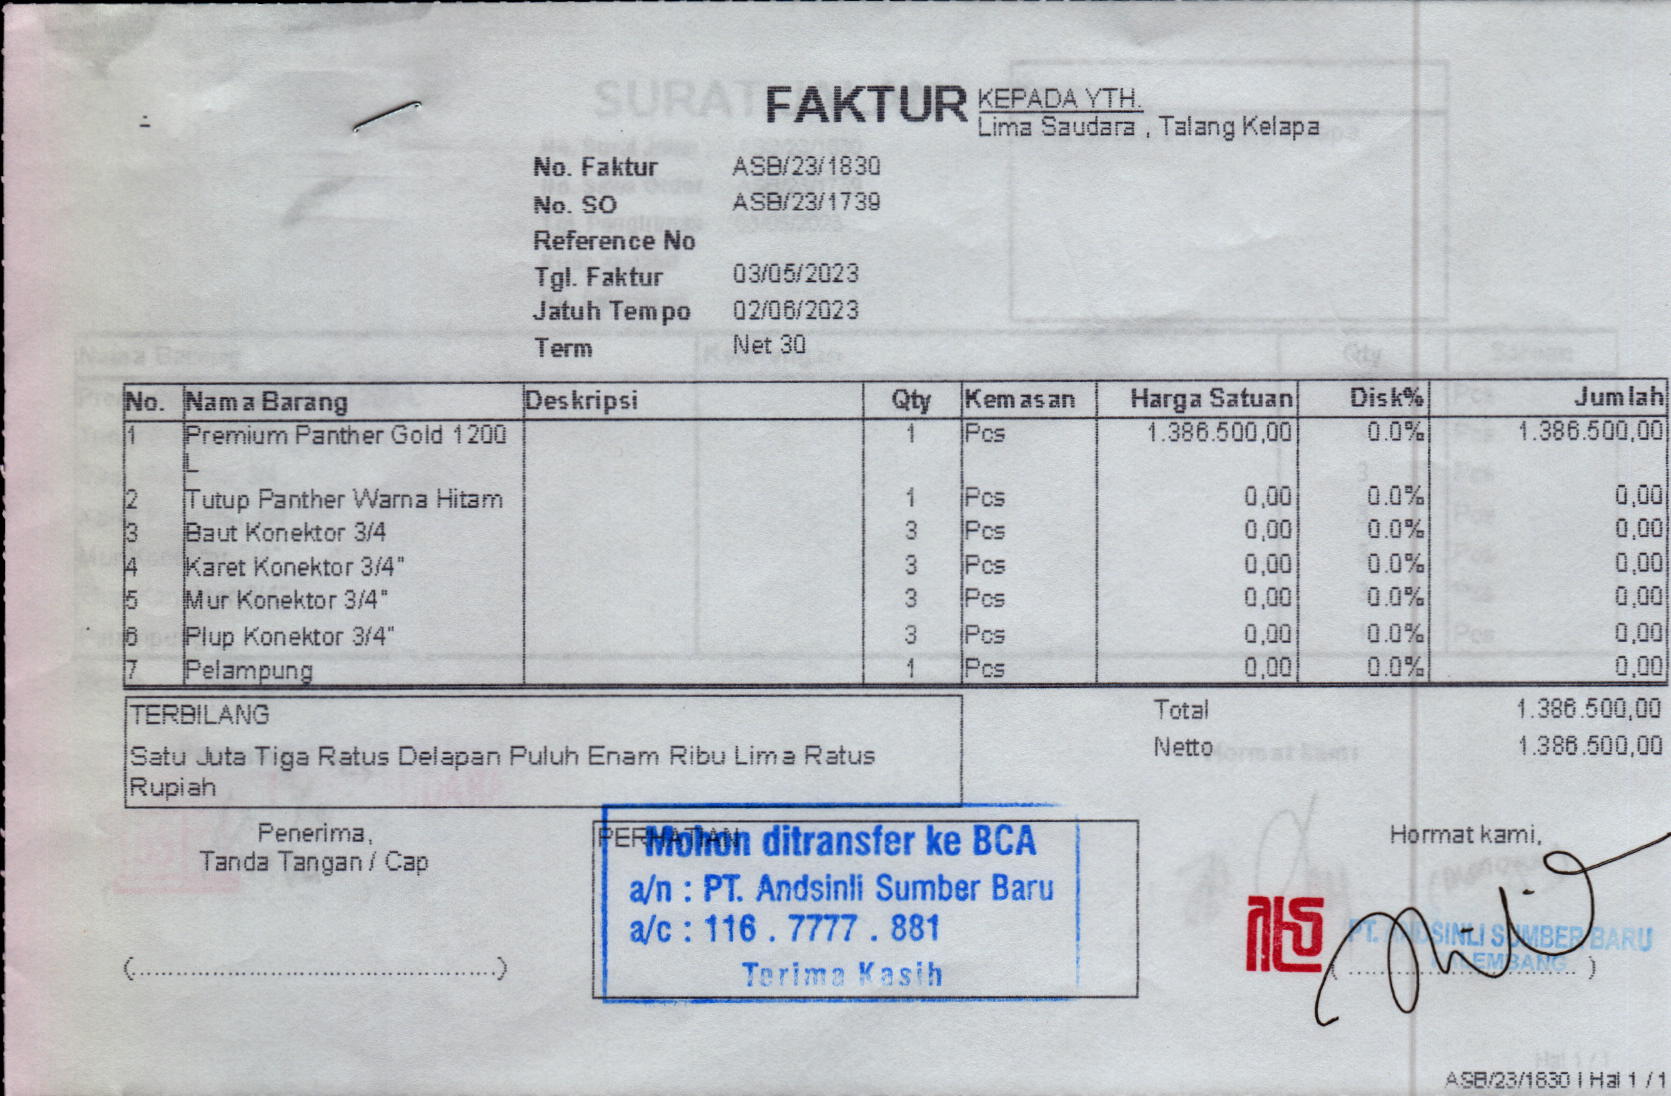 FAKTUR
KEPADA YTH.
Lima Saudara , Talang Kelapa
No. Faktur ASB/23/1830
No. SO ASB/23/1739
Reference No
Tgl. Faktur 03/05/2023
Jatuh Tempo 02/06/2023
Term Net 30
No. Nama Barang Deskripsi Qty Kemasan Harga Satuan Disk% Jumlah
1 Premium Panther Gold 1200 1 Pcs 1.386.500,00 0.0% 1.386.500,00
L
2 Tutup Panther Warna Hitam 1 Pcs 0,00 0.0% 0,00
3 Baut Konektor 3/4 3 Pcs 0,00 0.0% 0,00
4 Karet Konektor 3/4" 3 Pcs 0,00 0.0% 0,00
5 Mur Konektor 3/4" 3 Pcs 0,00 0.0% 0,00
6 Plup Konektor 3/4" 3 Pcs 0,00 0.0% 0,00
7 Pelampung 1 Pcs 0,00 0.0% 0,00
TERBILANG
Satu Juta Tiga Ratus Delapan Puluh Enam Ribu Lima Ratus
Rupiah
Total 1.386.500,00
Netto 1.386.500,00
Penerima,
Tanda Tangan / Cap
(............................................)
Mohon ditransfer ke BCA
a/n : PT. Andsinli Sumber Baru
a/c : 116 . 7777 . 881
Terima Kasih
Hormat kami,
PT. ANDSINLI SUMBER BARU
ASB/23/1830 | Hal 1 / 1